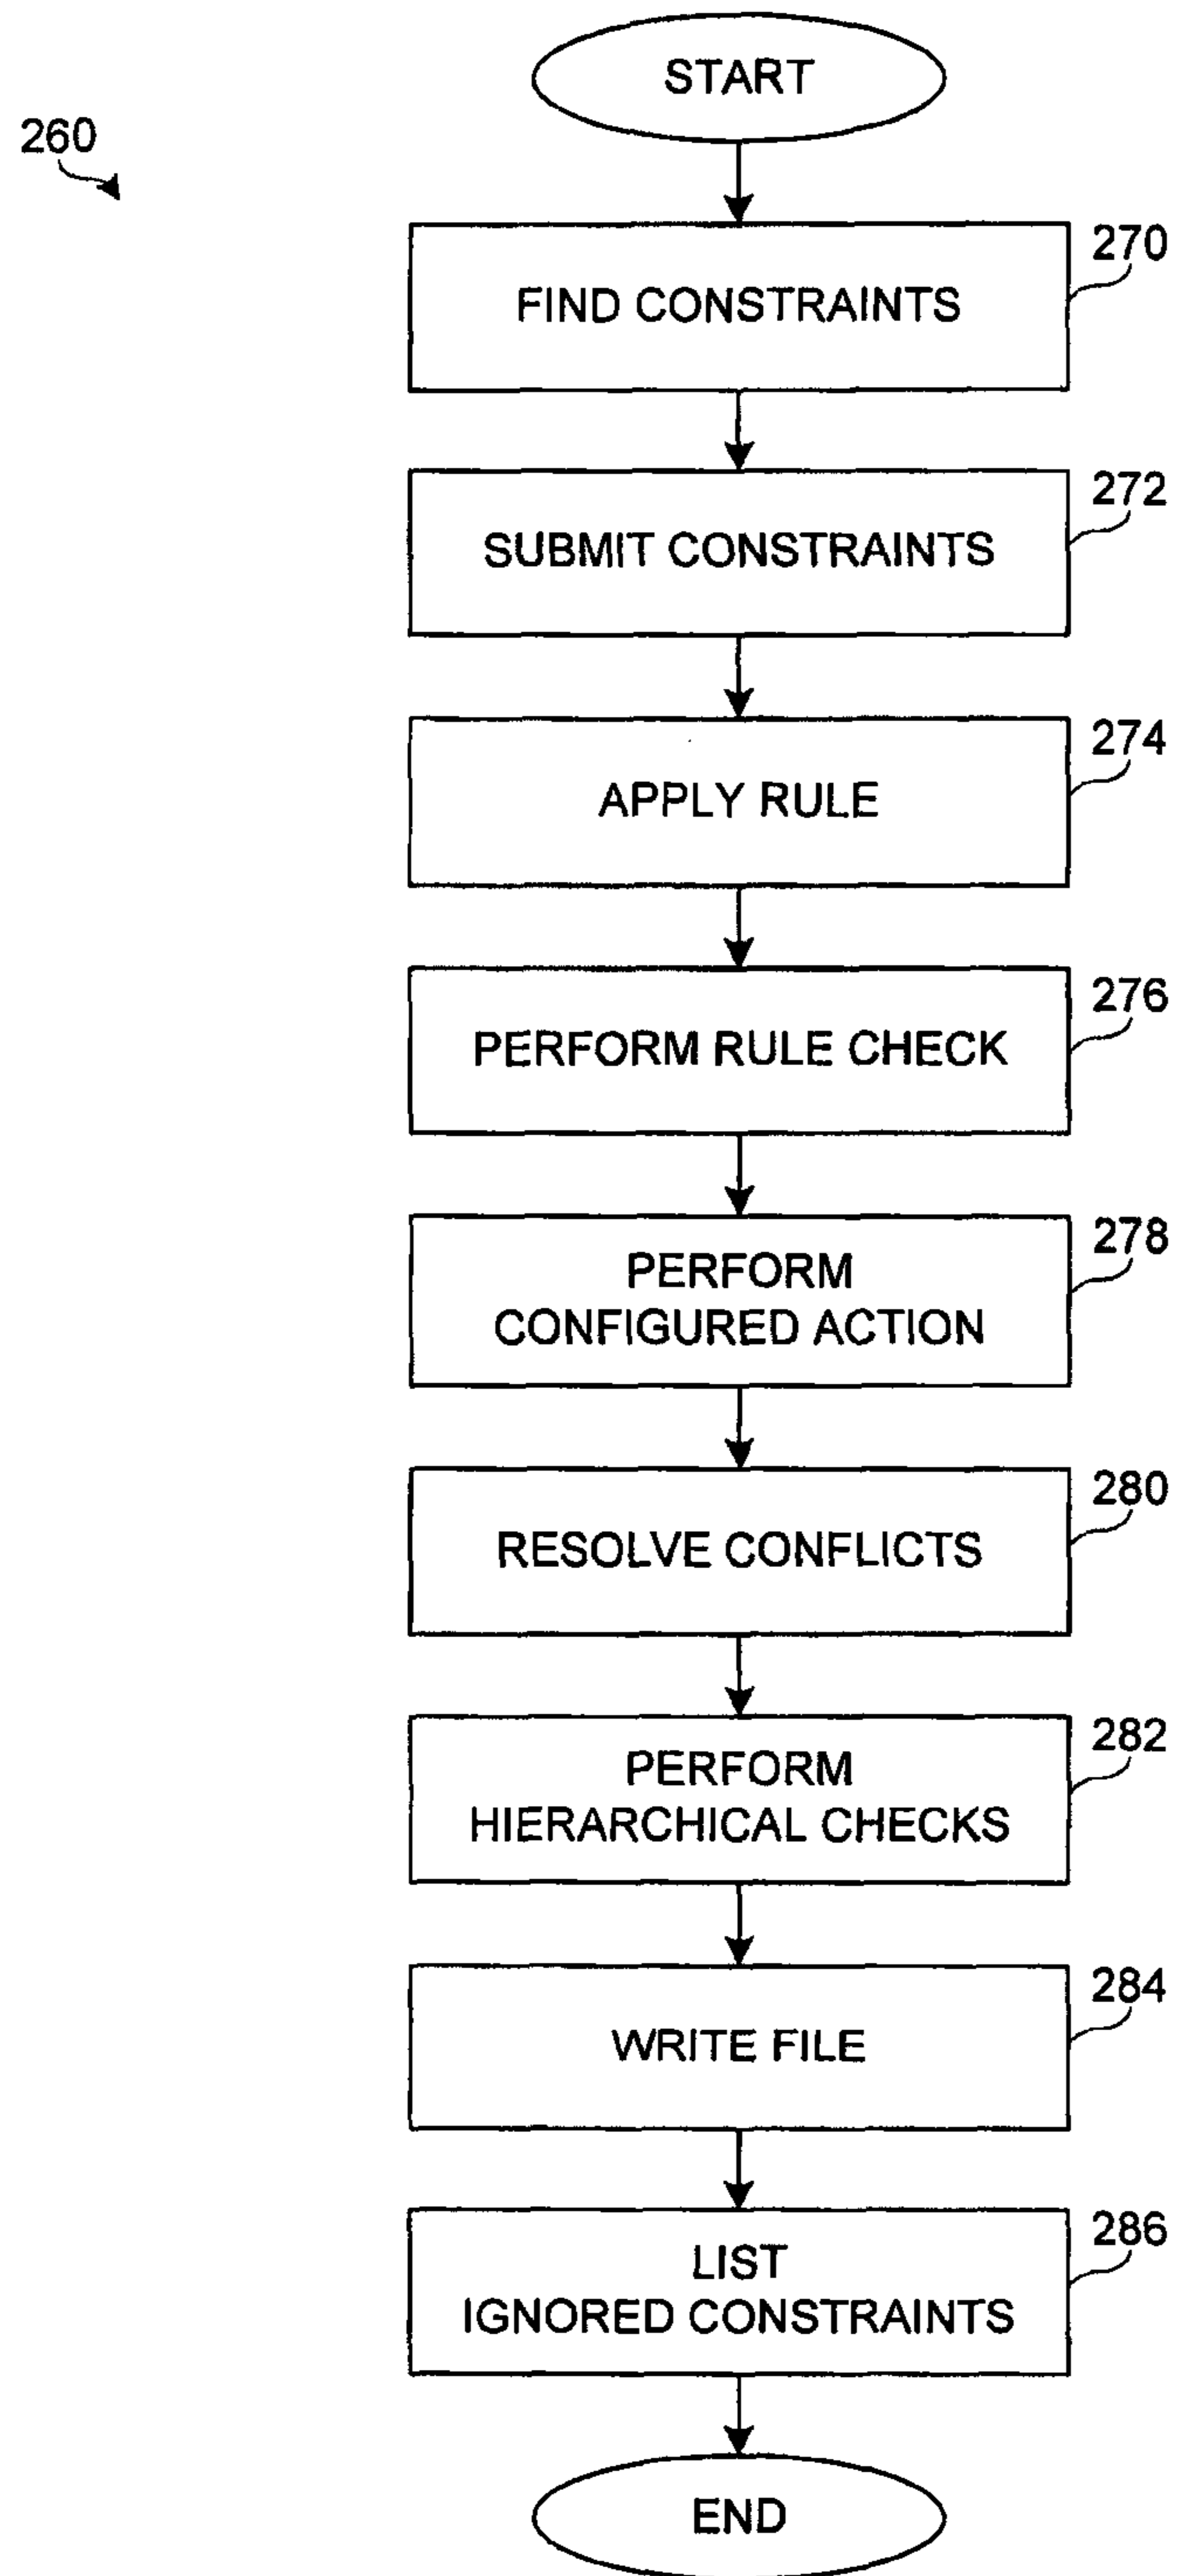 START
260
270
FIND CONSTRAINTS
272
SUBMIT CONSTRAINTS
274
APPLY RULE
276
PERFORM RULE CHECK
278
PERFORM
CONFIGURED ACTION
280
RESOLVE CONFLICTS
282
PERFORM
HIERARCHICAL CHECKS
284
WRITE FILE
286
LIST
IGNORED CONSTRAINTS
END